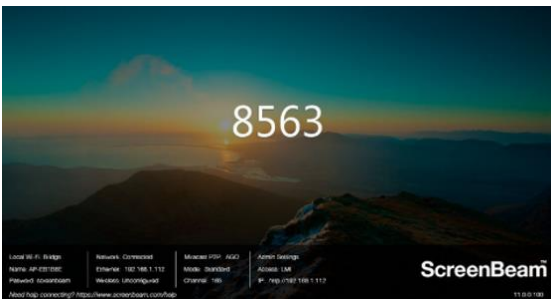 8563
Local Wi-Fi Bridge
Name
Password: screenbeam
Network: Connected
Ethernet: 192.168.1.112
Wireless: Unconfigured
Miracast P2P: AGO
Mode: Standard
Channel: 165
Admin Settings
Access: LMI
IP: http://192.168.1.112
ScreenBeam
Need help connecting? https://www.screenbeam.com/help
11.0.0.100